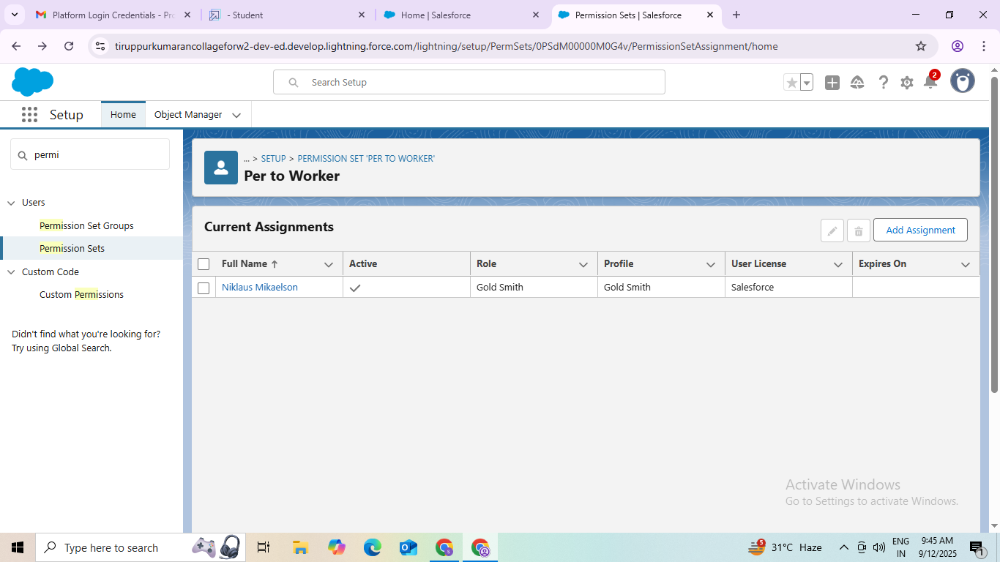 Platform Login Credentials - Pro
- Student
Home | Salesforce
Permission Sets | Salesforce
tiruppurkumarancollageforw2-dev-ed.develop.lightning.force.com/lightning/setup/PermSets/0PSdM00000M0G4v/PermissionSetAssignment/home
Search Setup
2
Setup
Home
Object Manager
permi
Users
Permission Set Groups
Permission Sets
Custom Code
Custom Permissions
Didn't find what you're looking for?
Try using Global Search.
... > SETUP > PERMISSION SET 'PER TO WORKER'
Per to Worker
Current Assignments
Add Assignment
Full Name Active Role Profile User License Expires On
Niklaus Mikaelson Gold Smith Gold Smith Salesforce
Activate Windows
Go to Settings to activate Windows.
Type here to search
5
31°C Haze
ENG
IN
9:45 AM
9/12/2025
1